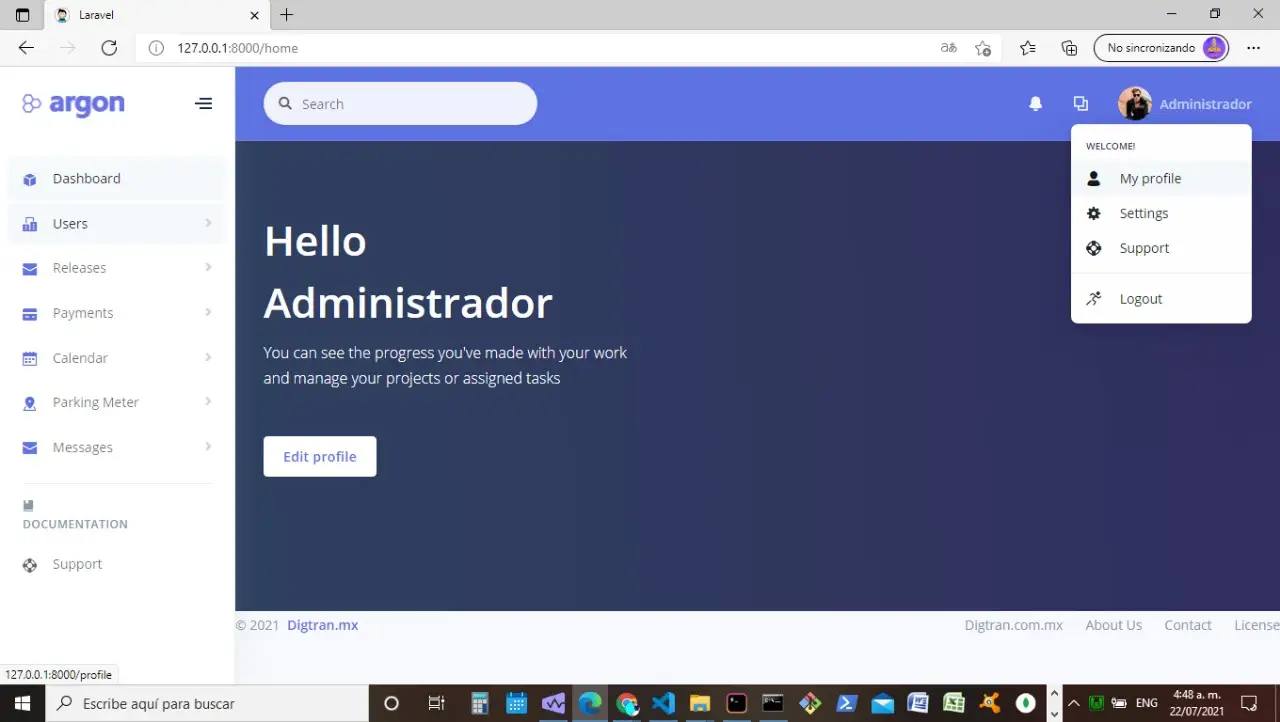 Laravel
127.0.0.1:8000/home
aあ
No sincronizando
argon
Search
Administrador
WELCOME!
My profile
Settings
Support
Logout
Dashboard
Users
Releases
Payments
Calendar
Parking Meter
Messages
DOCUMENTATION
Support
Hello
Administrador
You can see the progress you've made with your work
and manage your projects or assigned tasks
Edit profile
© 2021 Digtran.mx
Digtran.com.mx About Us Contact License
127.0.0.1:8000/profile
Escribe aquí para buscar
ENG
4:48 a. m.
22/07/2021